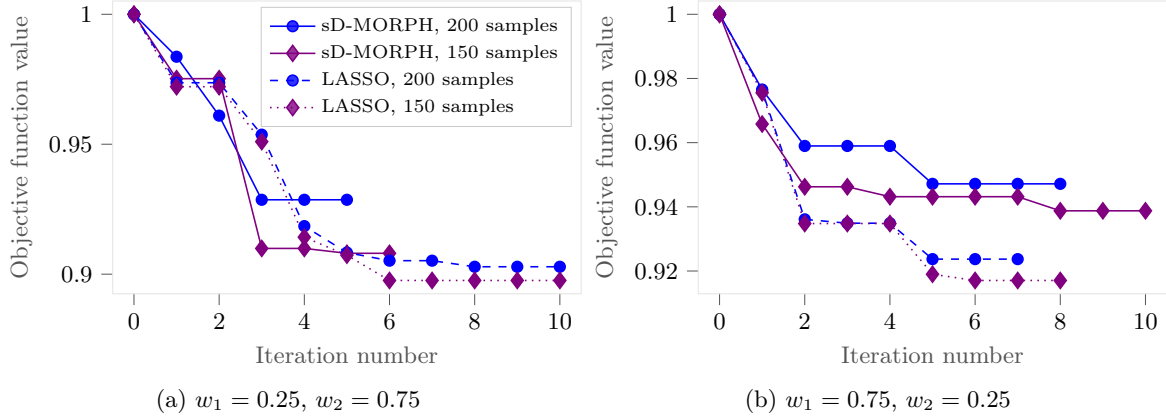 Objective function value
1
0.95
0.9
0 2 4 6 8 10
Iteration number
sD-MORPH, 200 samples
sD-MORPH, 150 samples
LASSO, 200 samples
LASSO, 150 samples
(a) w₁ = 0.25, w₂ = 0.75
Objective function value
1
0.98
0.96
0.94
0.92
0 2 4 6 8 10
Iteration number
(b) w₁ = 0.75, w₂ = 0.25